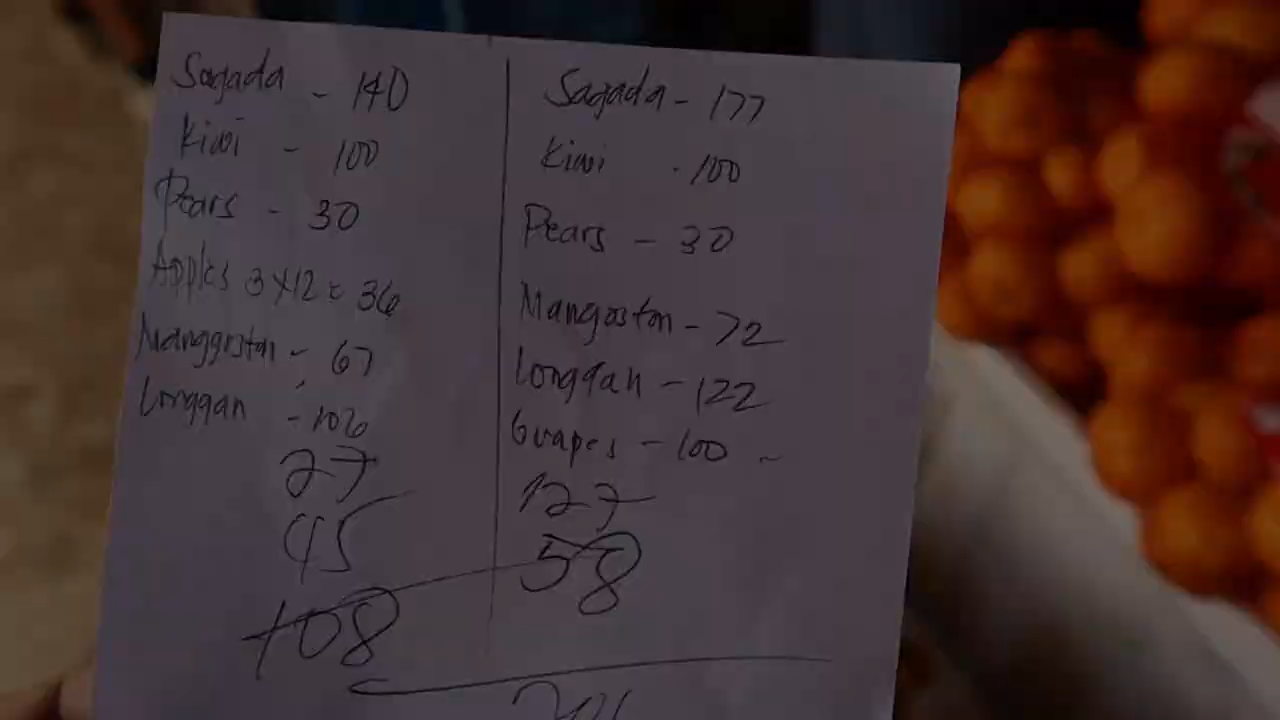 Sagada - 140
Kiwi - 100
Pears - 30
Apples 3x12 = 36
Manggostan - 67
Longgan - 106
27
45
108
Sagada - 177
Kiwi - 100
Pears - 30
Mangostan - 72
Longgan - 122
Grapes - 100
127
58